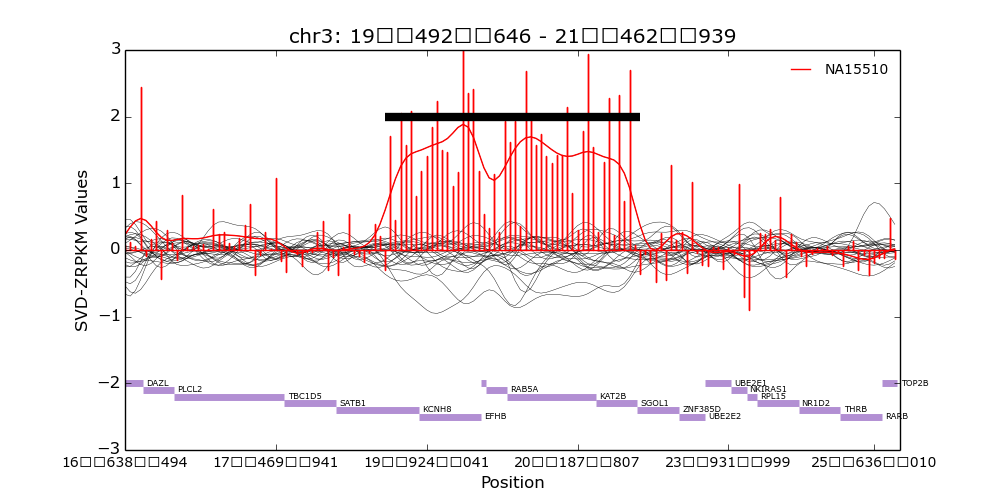 chr3: 19□□492□□646 - 21□□462□□939
NA15510
3
2
1
0
−1
−2
−3
SVD-ZRPKM Values
DAZL
PLCL2
TBC1D5
SATB1
KCNH8
EFHB
RAB5A
KAT2B
SGOL1
ZNF385D
UBE2E2
UBE2E1
NKIRAS1
RPL15
NR1D2
THRB
RARB
TOP2B
16□□638□□494 17□□469□□941 19□□924□□041 20□□187□□807 23□□931□□999 25□□636□□010
Position